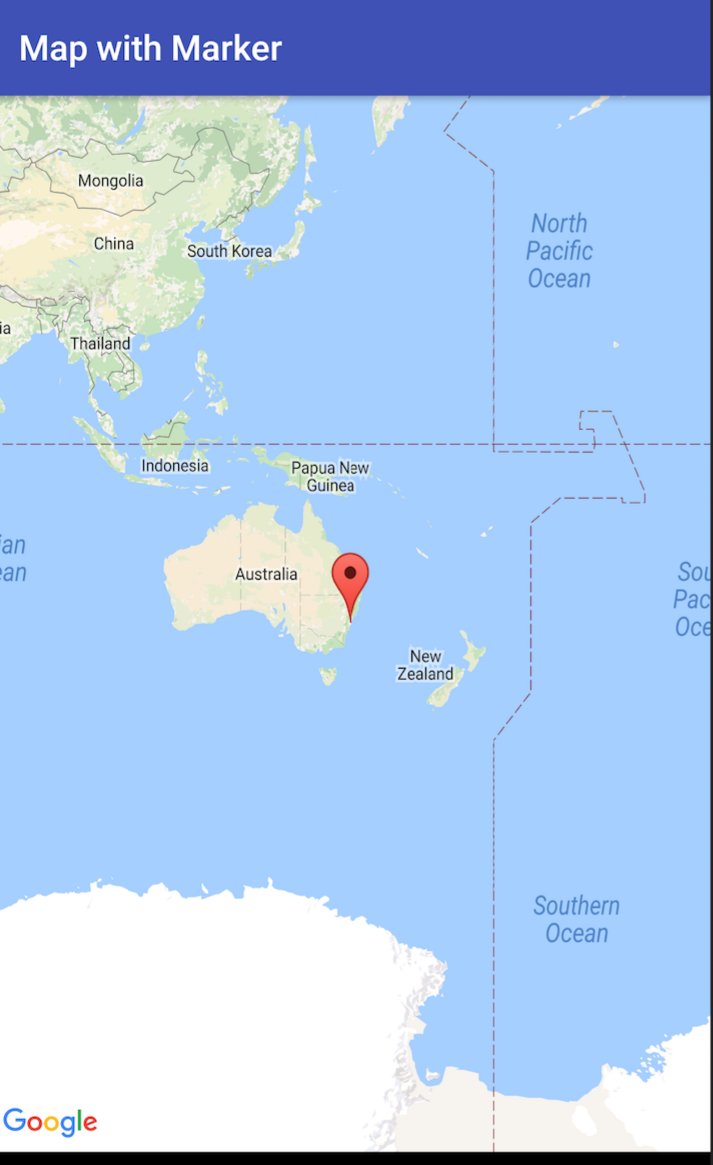 Map with Marker
Mongolia
North
Pacific
Ocean
China
South Korea
ia
Thailand
Indonesia
Papua New
Guinea
ian
ean
Australia
Sou
Pac
Oce
New
Zealand
Southern
Ocean
Google